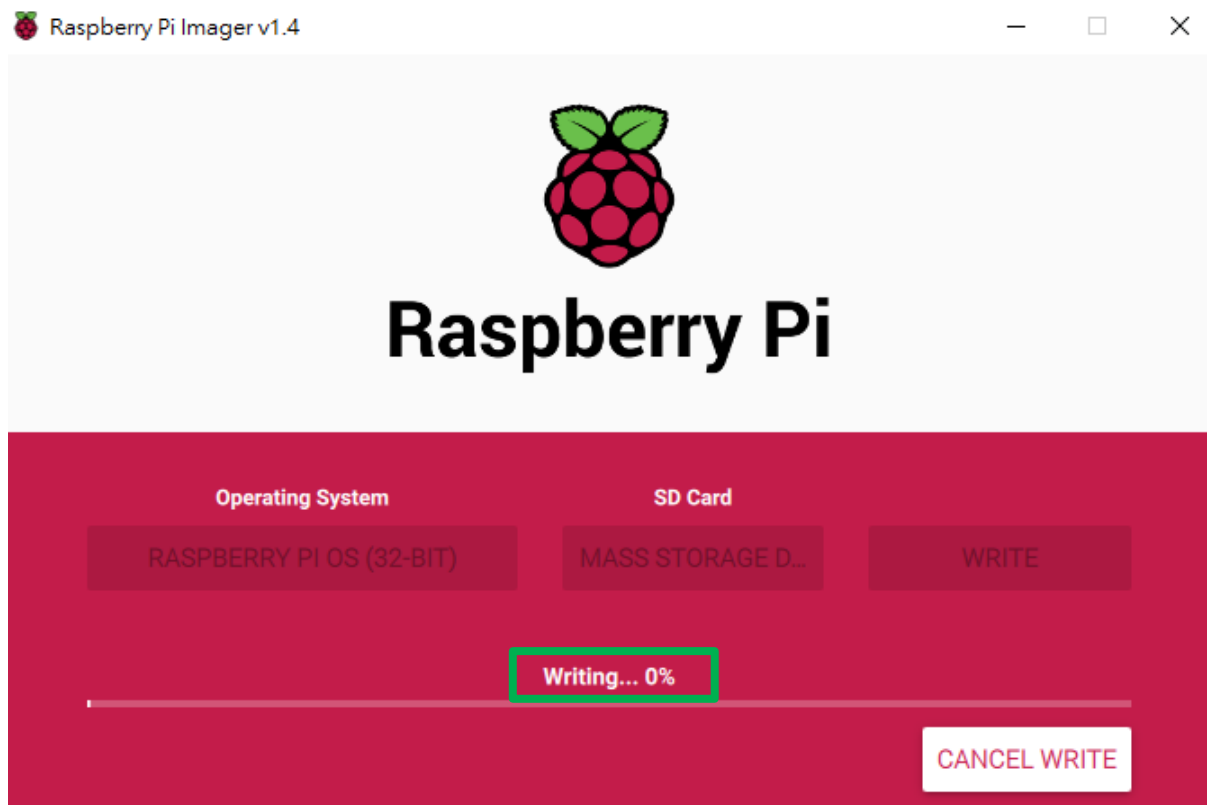 Raspberry Pi Imager v1.4
Raspberry Pi
Operating System
SD Card
RASPBERRY PI OS (32-BIT)
MASS STORAGE D...
WRITE
Writing... 0%
CANCEL WRITE